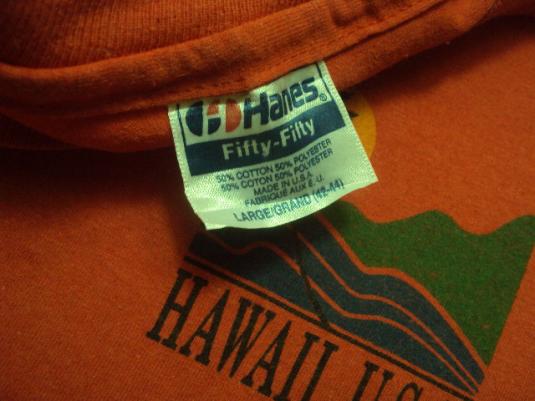 Hanes®
Fifty-Fifty
50% COTTON 50% POLYESTER
50% COTON 50% POLYESTER
MADE IN U.S.A.
FABRIQUÉ AUX É.-U.
LARGE/GRAND (42-44)
HAWAII, U.S.